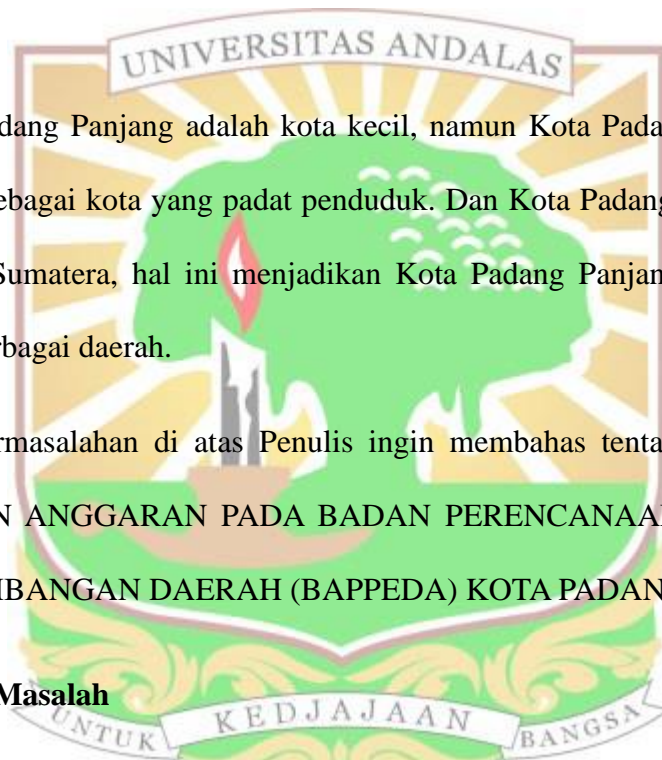 UNIVERSITAS ANDALAS
dang Panjang adalah kota kecil, namun Kota Pada
ebagai kota yang padat penduduk. Dan Kota Padang
Sumatera, hal ini menjadikan Kota Padang Panjan
rbagai daerah.
rmasalahan di atas Penulis ingin membahas tenta
N ANGGARAN PADA BADAN PERENCANAA
MBANGAN DAERAH (BAPPEDA) KOTA PADAN
Masalah
UNTUK KEDJAJAAN BANGSA